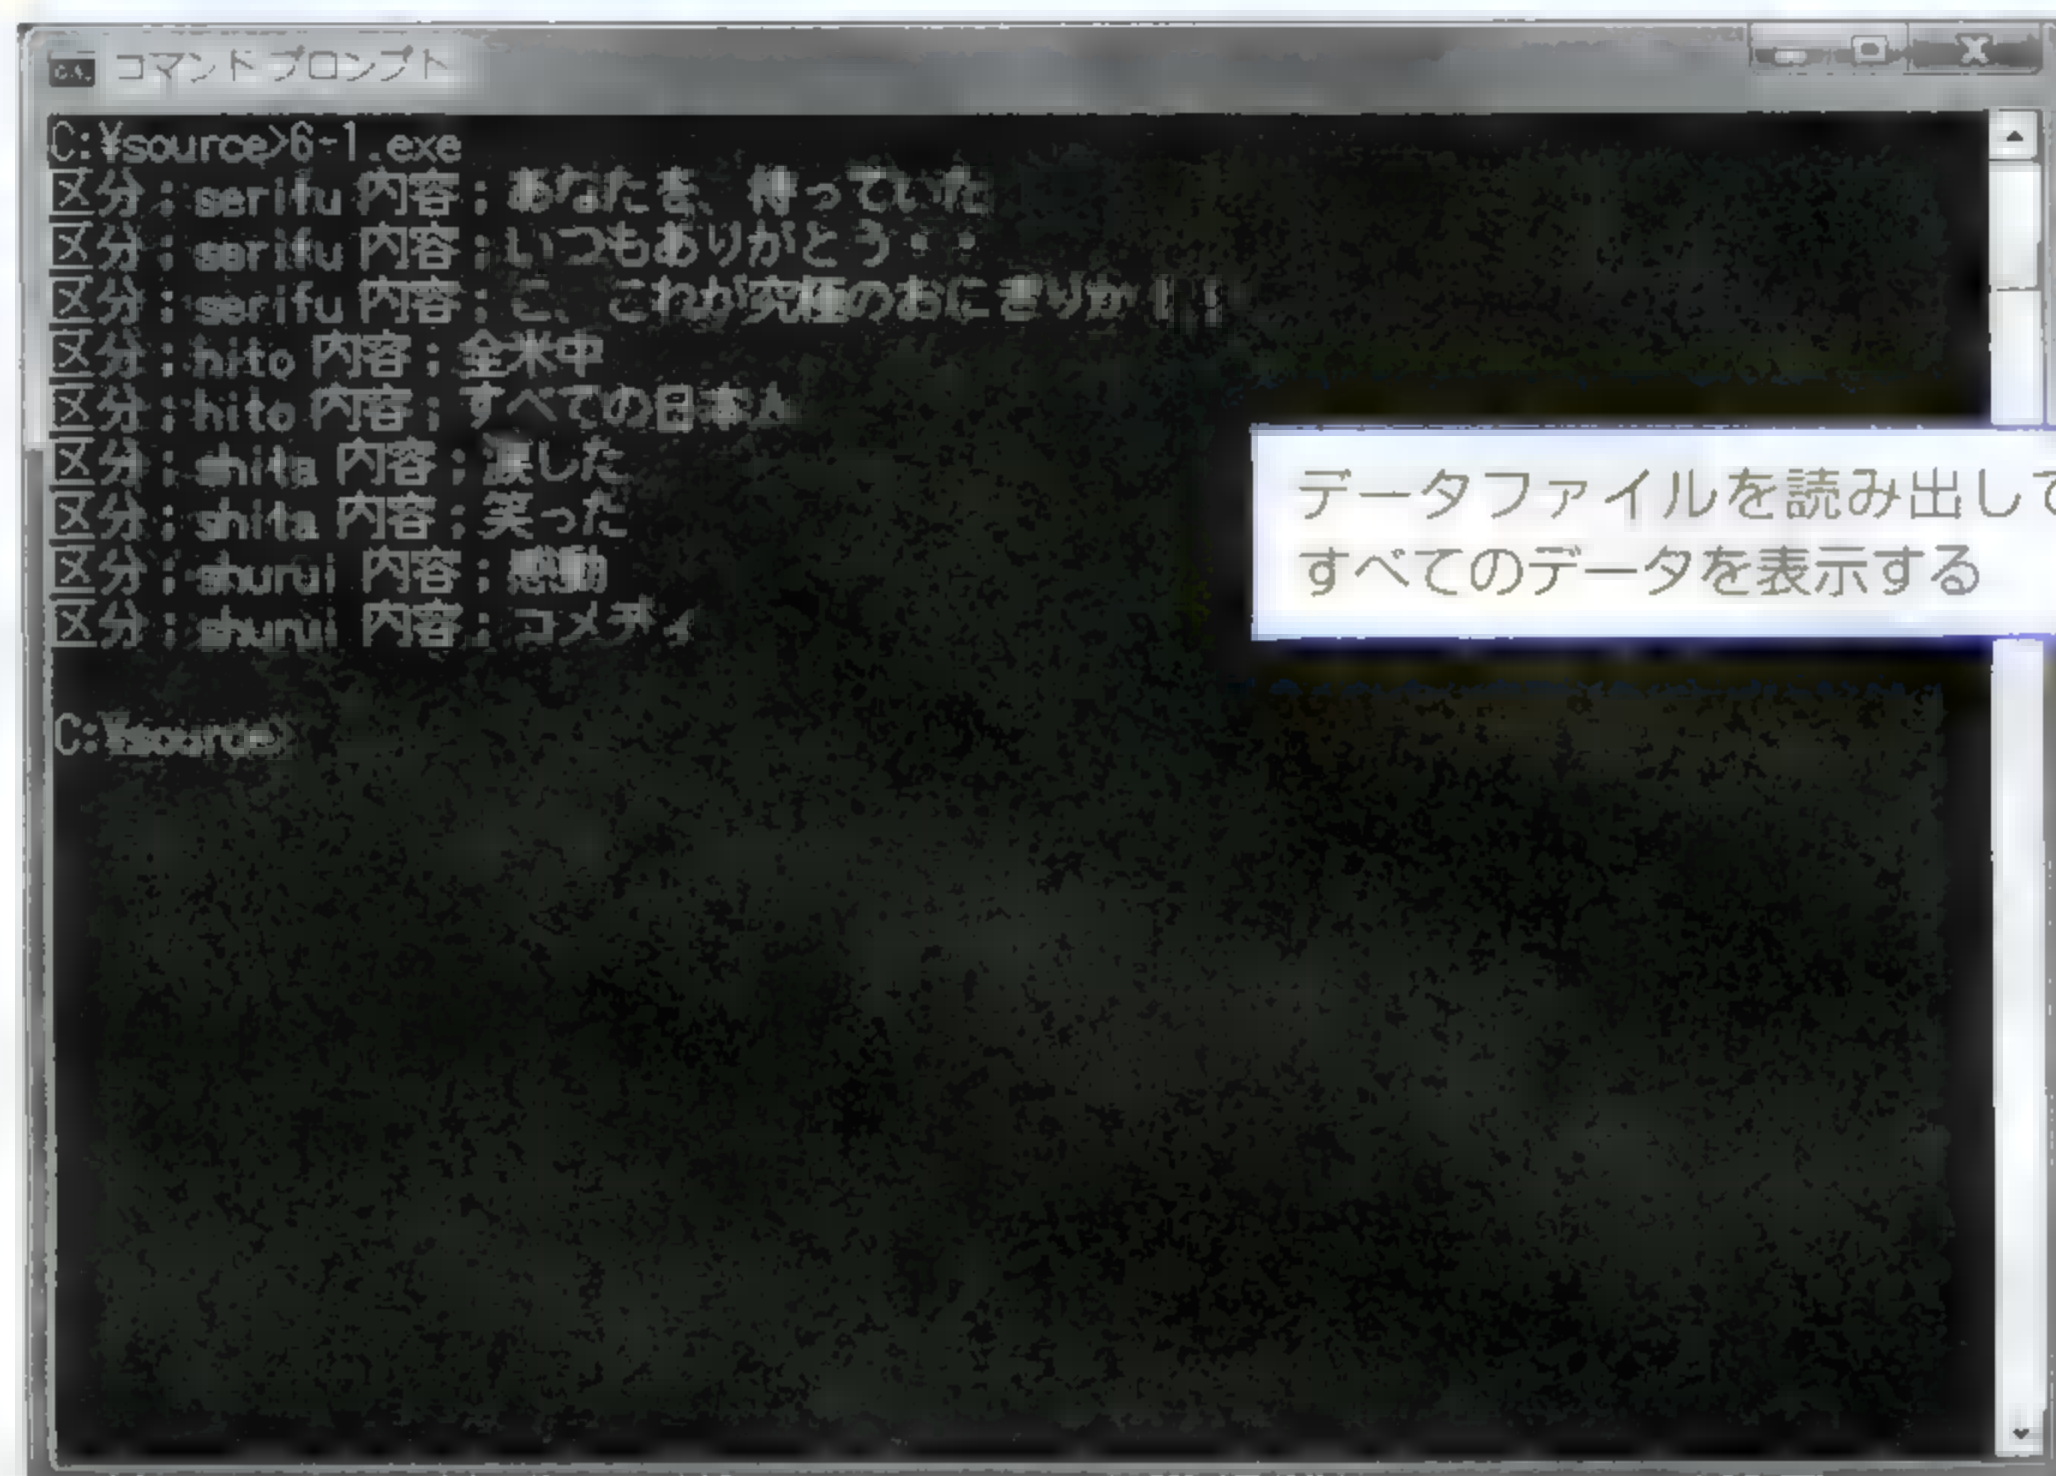 コマンド プロンプト
C:¥source>6-1.exe
区分：serifu 内容：あなたを、待っていた
区分：serifu 内容：いつもありがとう・・
区分：serifu 内容：こ、これが究極のおにぎりか！！
区分：hito 内容：全米中
区分：hito 内容：すべての日本人
区分：shita 内容：涙した
区分：shita 内容：笑った
区分：shurui 内容：感動
区分：shurui 内容：コメディ
C:¥source>
データファイルを読み出して
すべてのデータを表示する